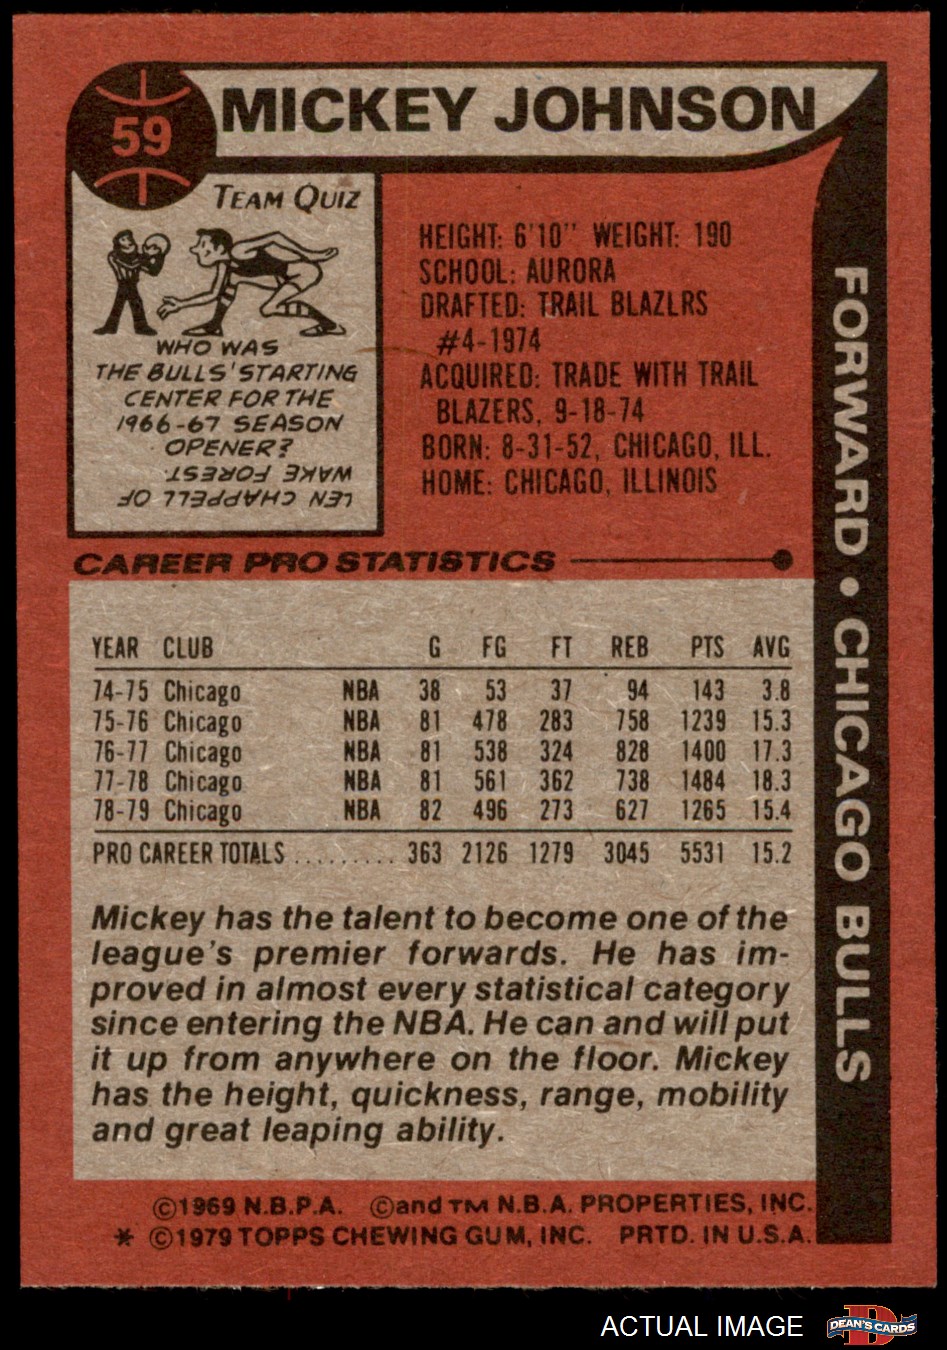 59
MICKEY JOHNSON
TEAM QUIZ
WHO WAS
THE BULLS' STARTING
CENTER FOR THE
1966-67 SEASON
OPENER?
LEN CHAPPELL OF
WAKE FOREST
HEIGHT: 6'10" WEIGHT: 190
SCHOOL: AURORA
DRAFTED: TRAIL BLAZLRS
#4-1974
ACQUIRED: TRADE WITH TRAIL
BLAZERS, 9-18-74
BORN: 8-31-52, CHICAGO, ILL.
HOME: CHICAGO, ILLINOIS
FORWARD • CHICAGO BULLS
CAREER PRO STATISTICS
YEAR CLUB G FG FT REB PTS AVG
74-75 Chicago NBA 38 53 37 94 143 3.8
75-76 Chicago NBA 81 478 283 758 1239 15.3
76-77 Chicago NBA 81 538 324 828 1400 17.3
77-78 Chicago NBA 81 561 362 738 1484 18.3
78-79 Chicago NBA 82 496 273 627 1265 15.4
PRO CAREER TOTALS ......... 363 2126 1279 3045 5531 15.2
Mickey has the talent to become one of the
league's premier forwards. He has im-
proved in almost every statistical category
since entering the NBA. He can and will put
it up from anywhere on the floor. Mickey
has the height, quickness, range, mobility
and great leaping ability.
©1969 N.B.P.A. ©and TM N.B.A. PROPERTIES, INC.
* ©1979 TOPPS CHEWING GUM, INC. PRTD. IN U.S.A.
ACTUAL IMAGE
DEAN'S CARDS